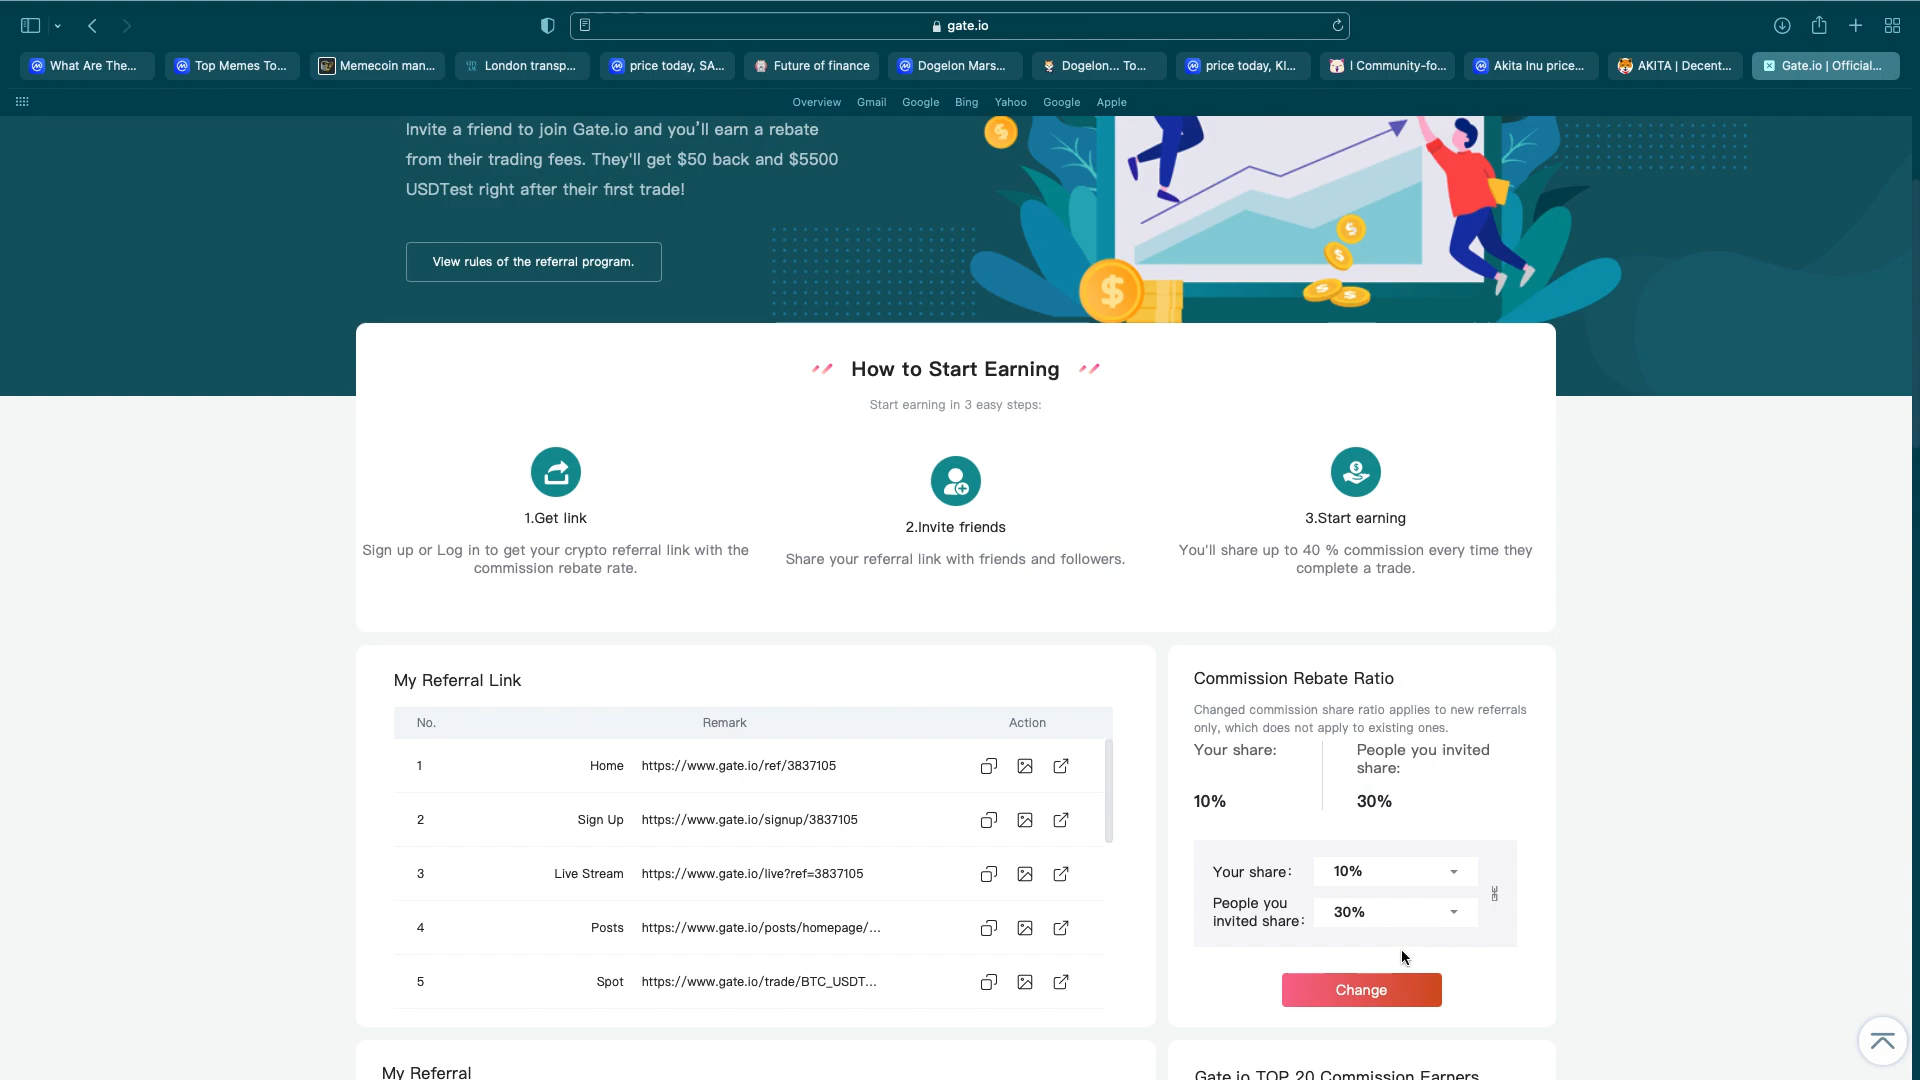 gate.io
What Are The...
Top Memes To...
Memecoin man...
London transp...
price today, SA...
Future of finance
Dogelon Mars...
Dogelon... To...
price today, KI...
I Community-fo...
Akita Inu price...
AKITA | Decent...
Gate.io | Official...
Overview Gmail Google Bing Yahoo Google Apple
Invite a friend to join Gate.io and you'll earn a rebate
from their trading fees. They'll get $50 back and $5500
USDTest right after their first trade!
View rules of the referral program.
How to Start Earning
Start earning in 3 easy steps:
1.Get link
Sign up or Log in to get your crypto referral link with the
commission rebate rate.
2.Invite friends
Share your referral link with friends and followers.
3.Start earning
You'll share up to 40 % commission every time they
complete a trade.
My Referral Link
No. Remark Action
1 Home https://www.gate.io/ref/3837105
2 Sign Up https://www.gate.io/signup/3837105
3 Live Stream https://www.gate.io/live?ref=3837105
4 Posts https://www.gate.io/posts/homepage/...
5 Spot https://www.gate.io/trade/BTC_USDT...
Commission Rebate Ratio
Changed commission share ratio applies to new referrals
only, which does not apply to existing ones.
Your share:
10%
People you invited
share:
30%
Your share: 10%
People you
invited share: 30%
Change
My Referral
Gate.io TOP 20 Commission Earners